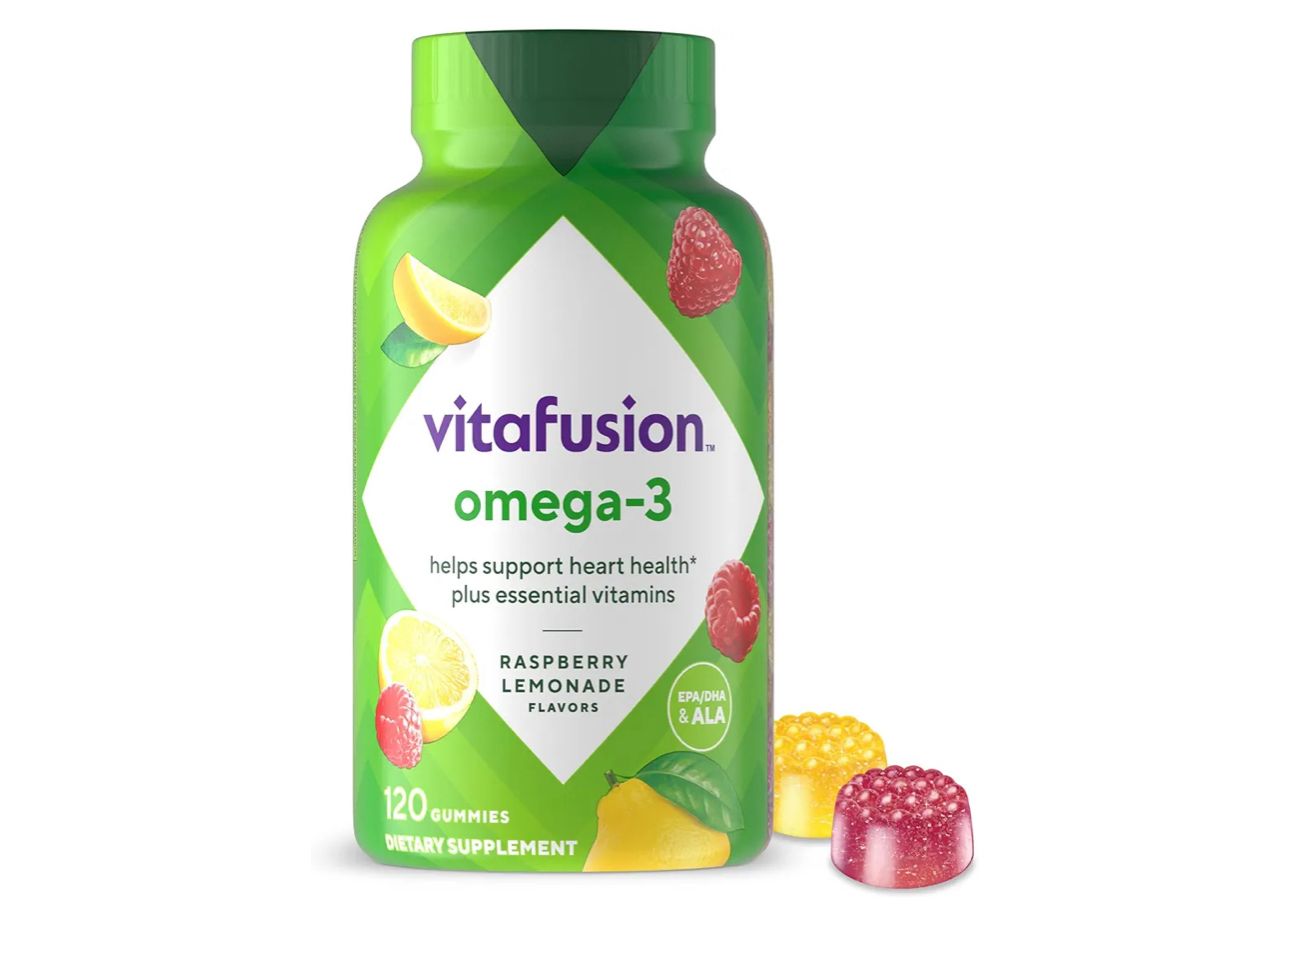 vitafusion™
omega-3
helps support heart health*
plus essential vitamins
RASPBERRY
LEMONADE
FLAVORS
EPA/DHA
& ALA
120 GUMMIES
DIETARY SUPPLEMENT